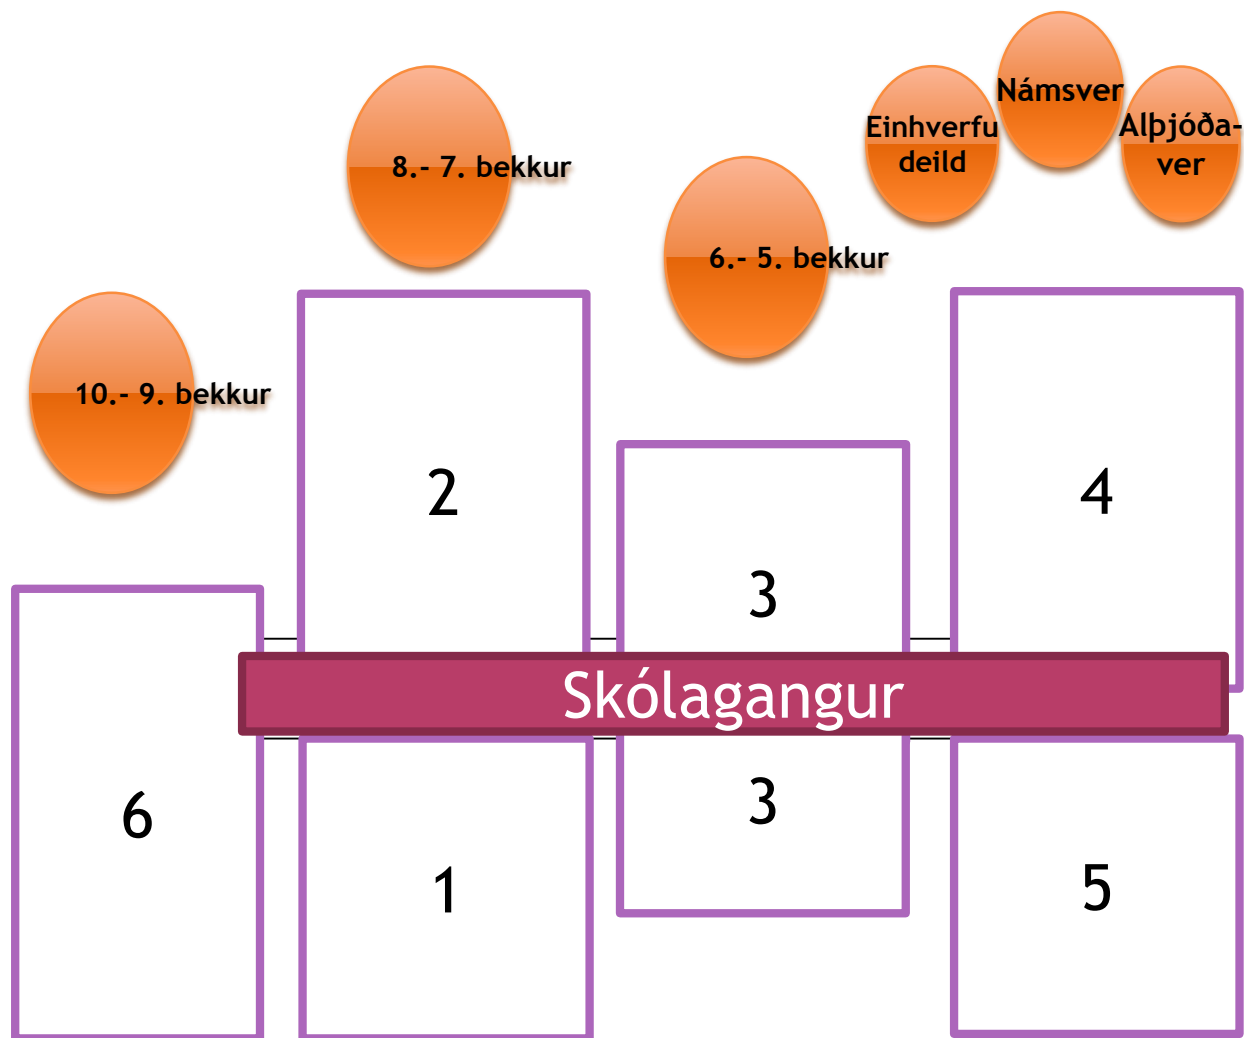 Námsver
Einhverfu
deild
Alþjóða-
ver
8.- 7. bekkur
6.- 5. bekkur
10.- 9. bekkur
2
4
3
Skólagangur
3
6
1
5